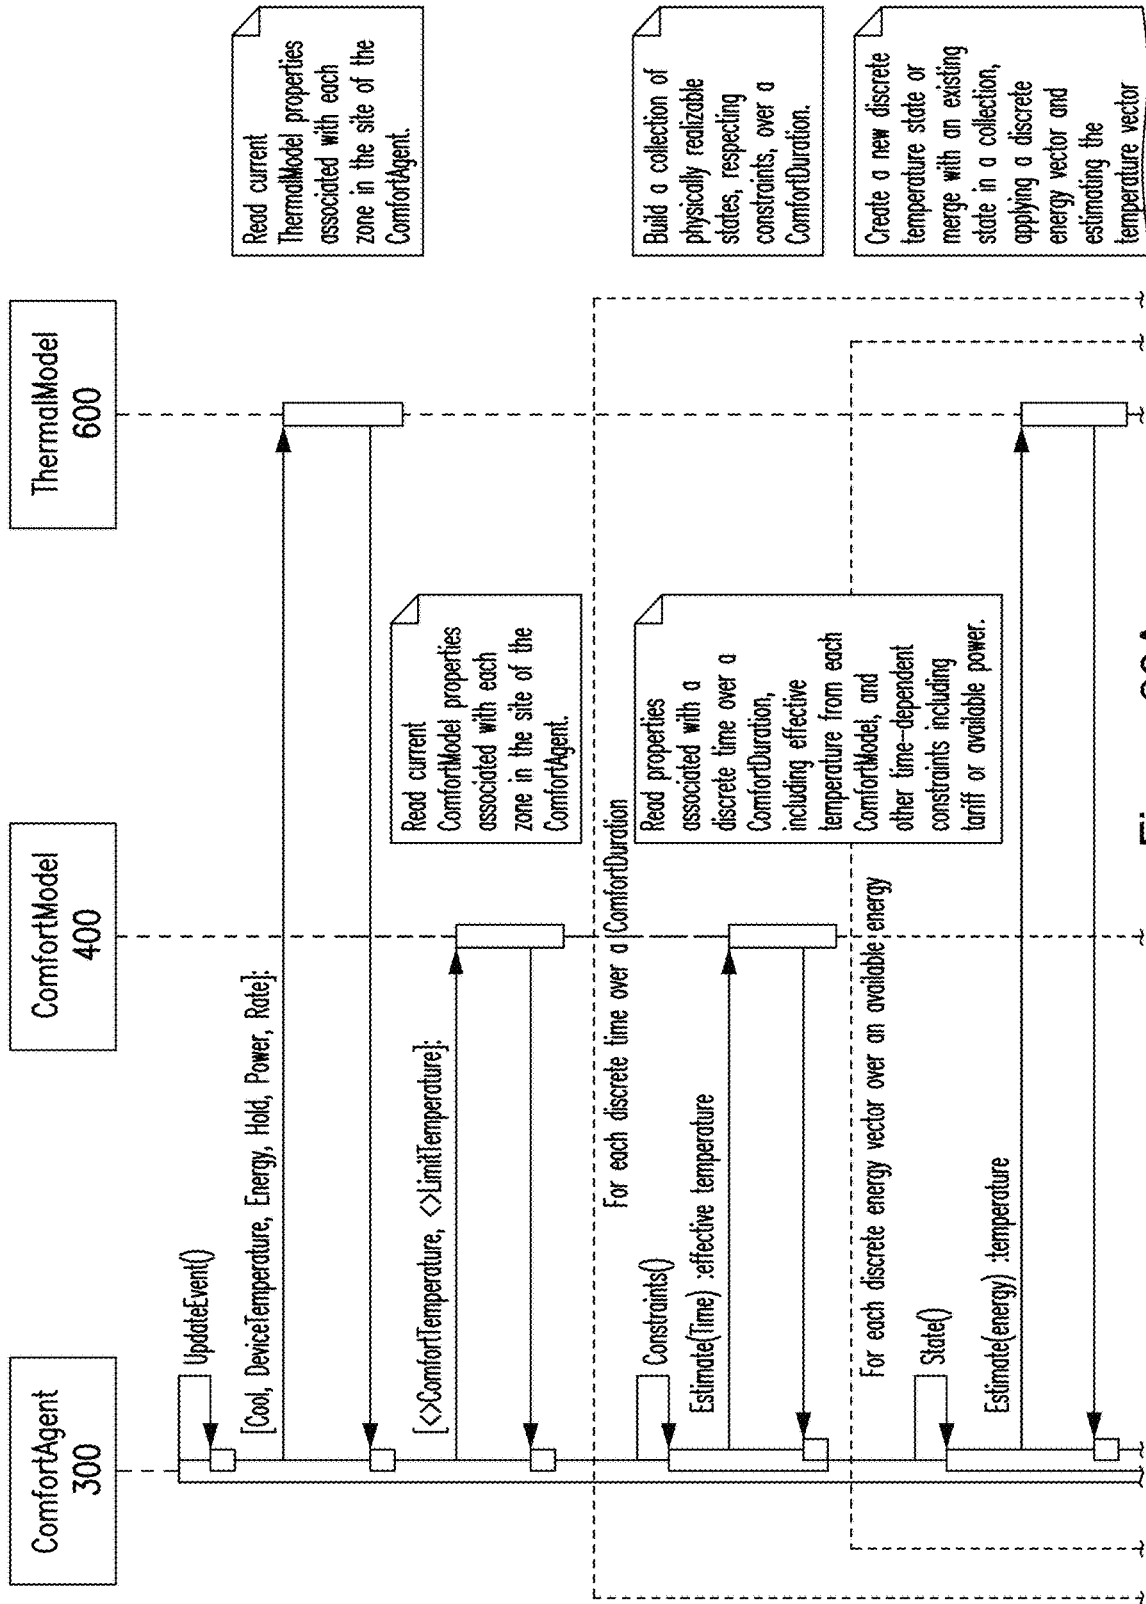 ComfortAgent
300
ComfortModel
400
ThermalModel
600
UpdateEvent()
[Cool, DeviceTemperature, Energy, Hold, Power, Rate]:
Read current
ThermalModel properties
associated with each
zone in the site of the
ComfortAgent.
[<>ComfortTemperature, <>LimitTemperature]:
Read current
ComfortModel properties
associated with each
zone in the site of the
ComfortAgent.
For each discrete time over a ComfortDuration
Constraints()
Estimate(Time) :effective temperature
Read properties
associated with a
discrete time over a
ComfortDuration,
including effective
temperature from each
ComfortModel, and
other time-dependent
constraints including
tariff or available power.
Build a collection of
physically realizable
states, respecting
constraints, over a
ComfortDuration.
For each discrete energy vector over an available energy
State()
Estimate(energy) :temperature
Create a new discrete
temperature state or
merge with an existing
state in a collection,
applying a discrete
energy vector and
estimating the
temperature vector